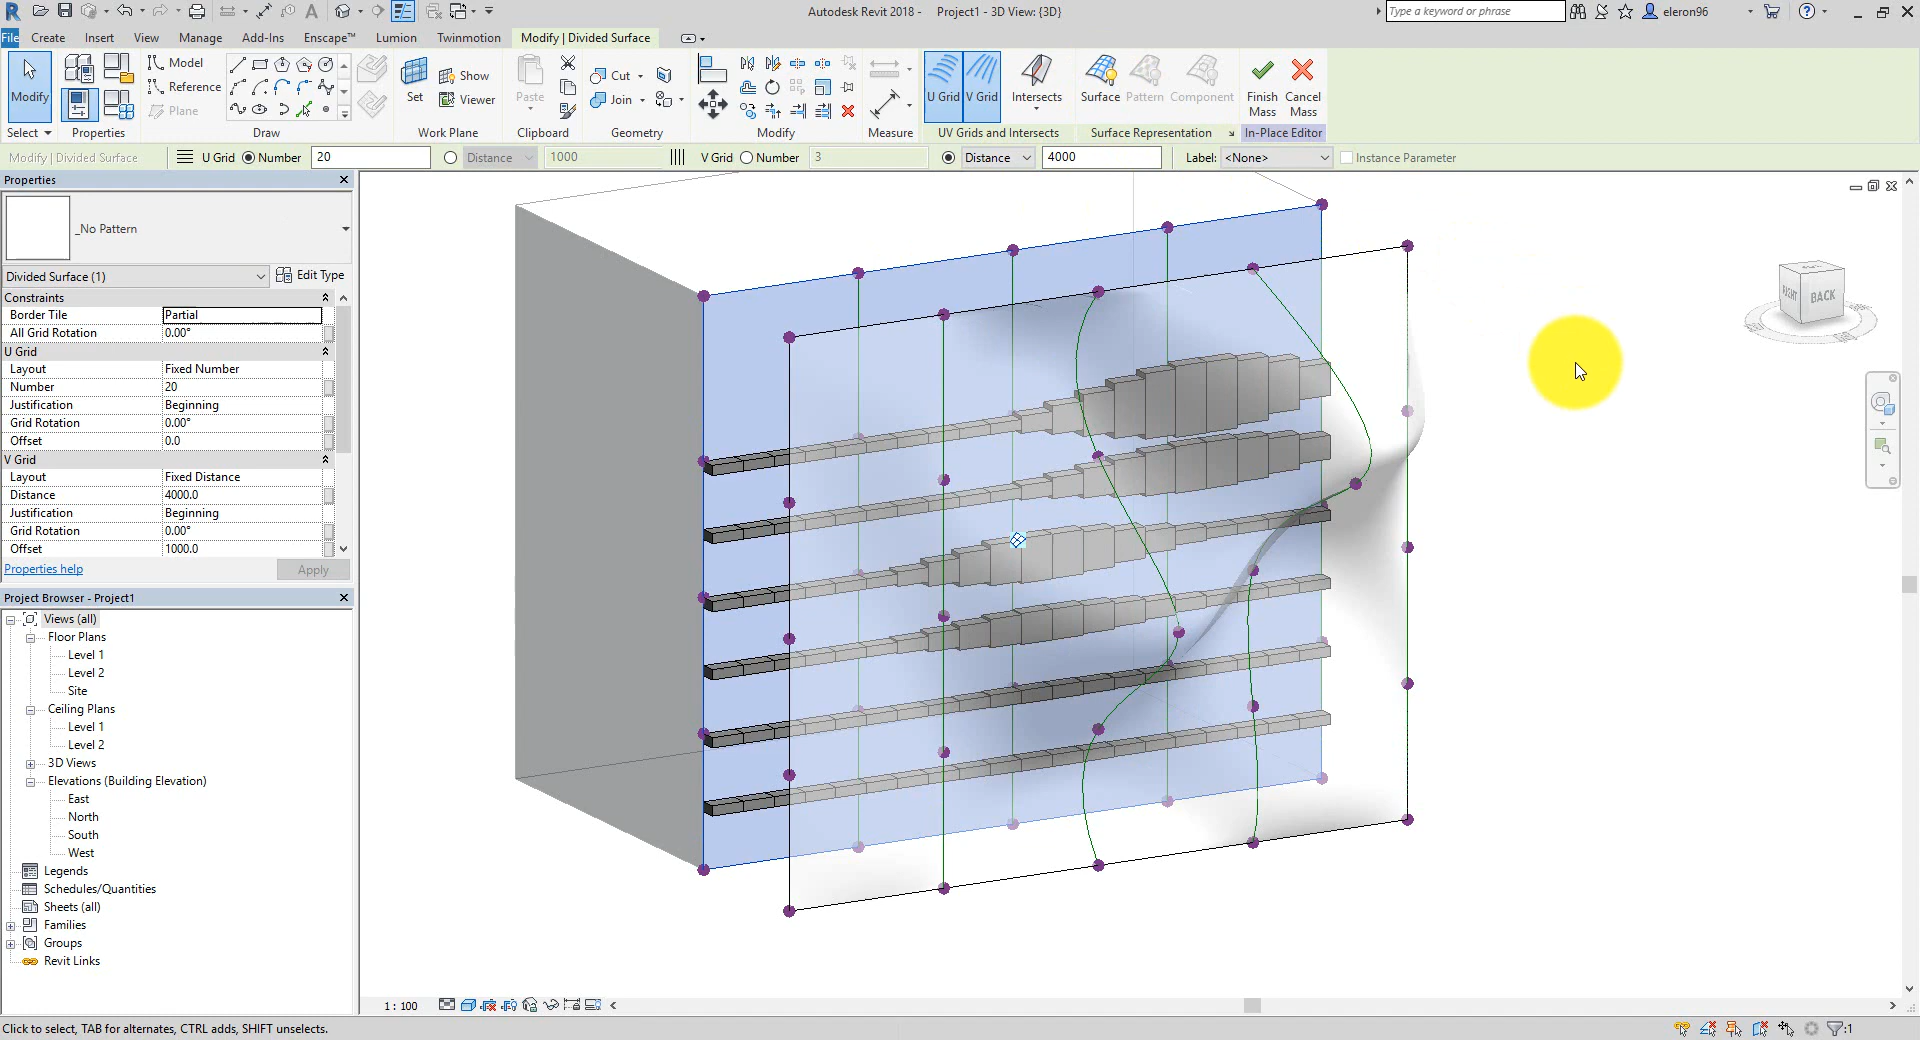 Autodesk Revit 2018 - Project1 - 3D View: {3D}
Type a keyword or phrase
eleron96
File Create Insert View Manage Add-Ins Enscape™ Lumion Twinmotion Modify | Divided Surface
Modify
Select
Properties
Model
Reference
Plane
Draw
Set
Show
Viewer
Work Plane
Paste
Clipboard
Cut
Join
Geometry
Modify
Measure
U Grid
V Grid
Intersects
UV Grids and Intersects
Surface
Pattern
Component
Surface Representation
Finish Mass
Cancel Mass
In-Place Editor
Modify | Divided Surface U Grid Number 20 Distance 1000 V Grid Number 3 Distance 4000 Label: <None> Instance Parameter
Properties
_No Pattern
Divided Surface (1) Edit Type
Constraints
Border Tile Partial
All Grid Rotation 0.00°
U Grid
Layout Fixed Number
Number 20
Justification Beginning
Grid Rotation 0.00°
Offset 0.0
V Grid
Layout Fixed Distance
Distance 4000.0
Justification Beginning
Grid Rotation 0.00°
Offset 1000.0
Properties help Apply
Project Browser - Project1
Views (all)
Floor Plans
Level 1
Level 2
Site
Ceiling Plans
Level 1
Level 2
3D Views
Elevations (Building Elevation)
East
North
South
West
Legends
Schedules/Quantities
Sheets (all)
Families
Groups
Revit Links
RIGHT BACK
1 : 100
Click to select, TAB for alternates, CTRL adds, SHIFT unselects.
:1